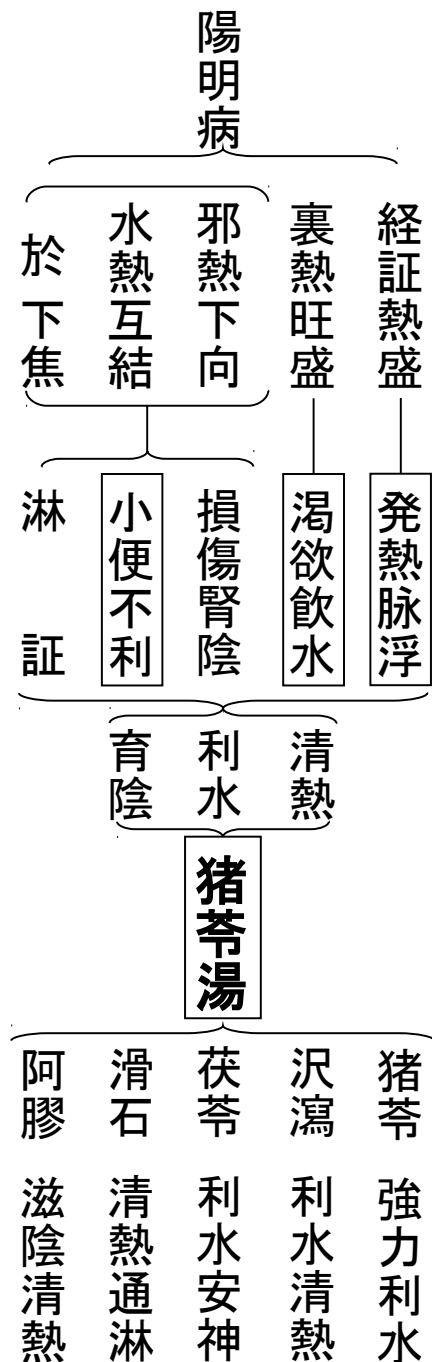 陽明病
経証熱盛
裏熱旺盛
邪熱下向
水熱互結
於下焦
発熱脉浮
渇欲飲水
損傷腎陰
小便不利
淋証
清熱
利水
育陰
猪苓湯
猪苓 強力利水
沢瀉 利水清熱
茯苓 利水安神
滑石 清熱通淋
阿膠 滋陰清熱